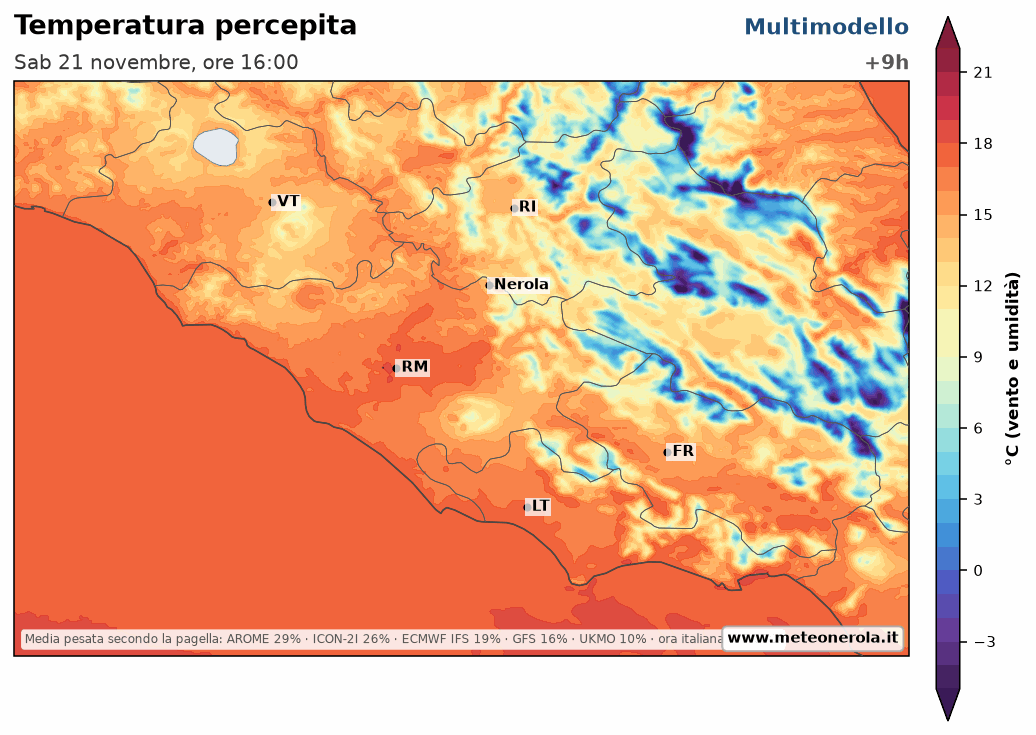 Temperatura percepita
Multimodello
Sab 21 novembre, ore 16:00
+9h
VT
RI
Nerola
RM
FR
LT
Media pesata secondo la pagella: AROME 29% · ICON-2I 26% · ECMWF IFS 19% · GFS 16% · UKMO 10% · ora italiana
www.meteonerola.it
21
18
15
12
9
6
3
0
−3
°C (vento e umidità)